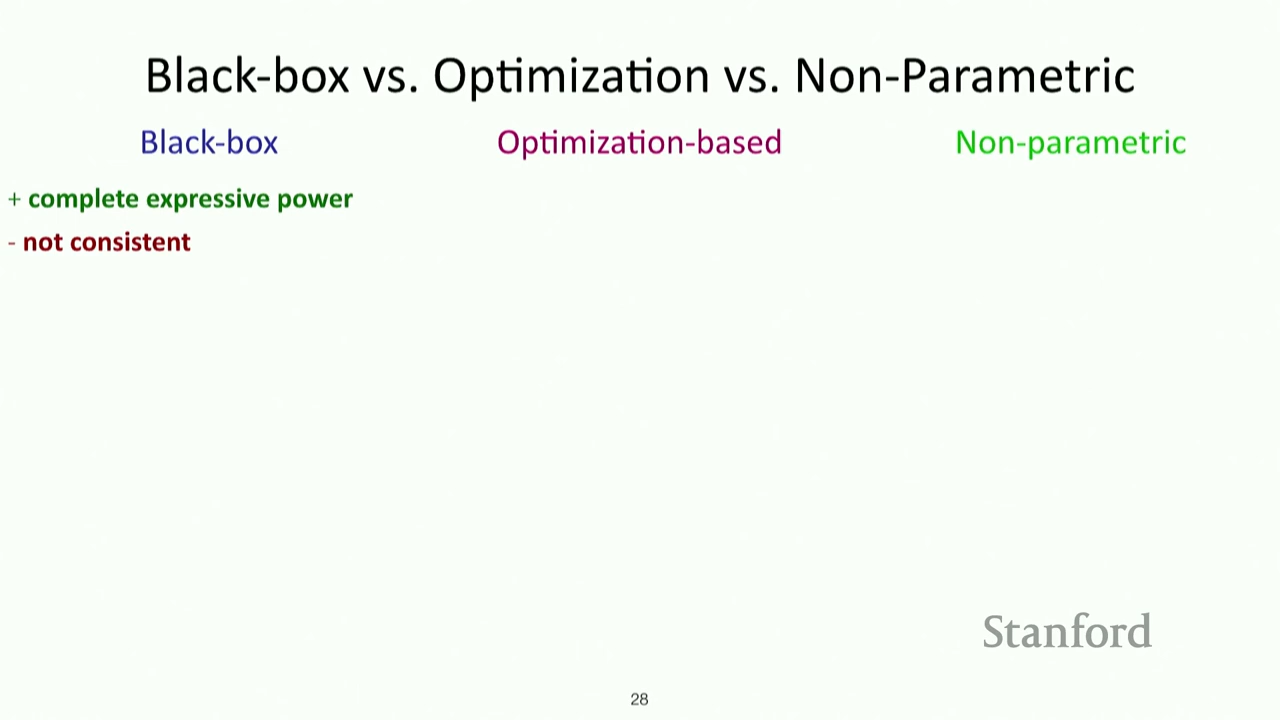 Black-box vs. Optimization vs. Non-Parametric
Black-box
Optimization-based
Non-parametric
+ complete expressive power
- not consistent
Stanford
28